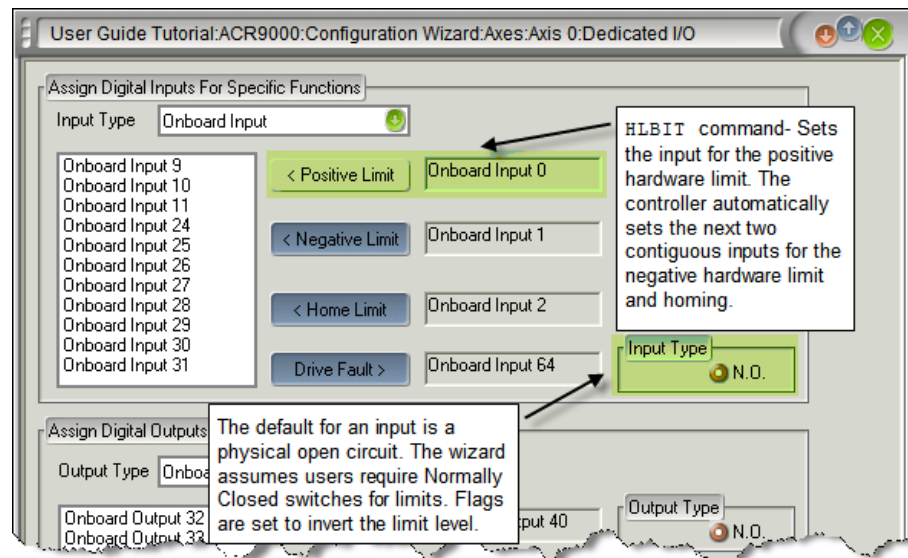 User Guide Tutorial:ACR9000:Configuration Wizard:Axes:Axis 0:Dedicated I/O
Assign Digital Inputs For Specific Functions
Input Type
Onboard Input
Onboard Input 9
Onboard Input 10
Onboard Input 11
Onboard Input 24
Onboard Input 25
Onboard Input 26
Onboard Input 27
Onboard Input 28
Onboard Input 29
Onboard Input 30
Onboard Input 31
< Positive Limit
Onboard Input 0
< Negative Limit
Onboard Input 1
< Home Limit
Onboard Input 2
Drive Fault >
Onboard Input 64
HLBIT command- Sets
the input for the positive
hardware limit. The
controller automatically
sets the next two
contiguous inputs for the
negative hardware limit
and homing.
Input Type
N.O.
The default for an input is a
physical open circuit. The wizard
assumes users require Normally
Closed switches for limits. Flags
are set to invert the limit level.
Assign Digital Outputs
Output Type
Onboa
Onboard Output 32
Onboard Output 33
put 40
Output Type
N.O.